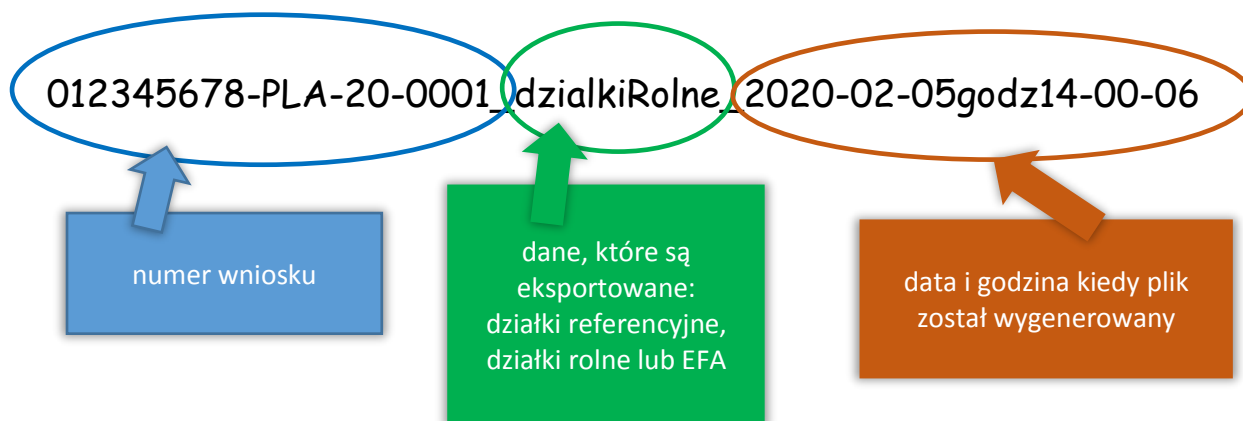 012345678-PLA-20-0001_dzialkiRolne_2020-02-05godz14-00-06
numer wniosku
dane, które są
eksportowane:
działki referencyjne,
działki rolne lub EFA
data i godzina kiedy plik
został wygenerowany